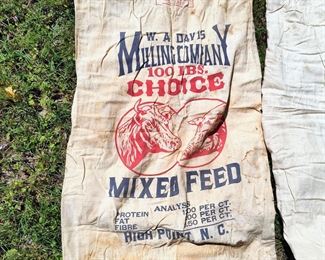 W. A. DAVIS
MILLING COMPANY
100 LBS.
CHOICE
MIXED FEED
ANALYSIS
PROTEIN PER CT.
FAT PER CT.
FIBRE PER CT.
HIGH POINT, N. C.